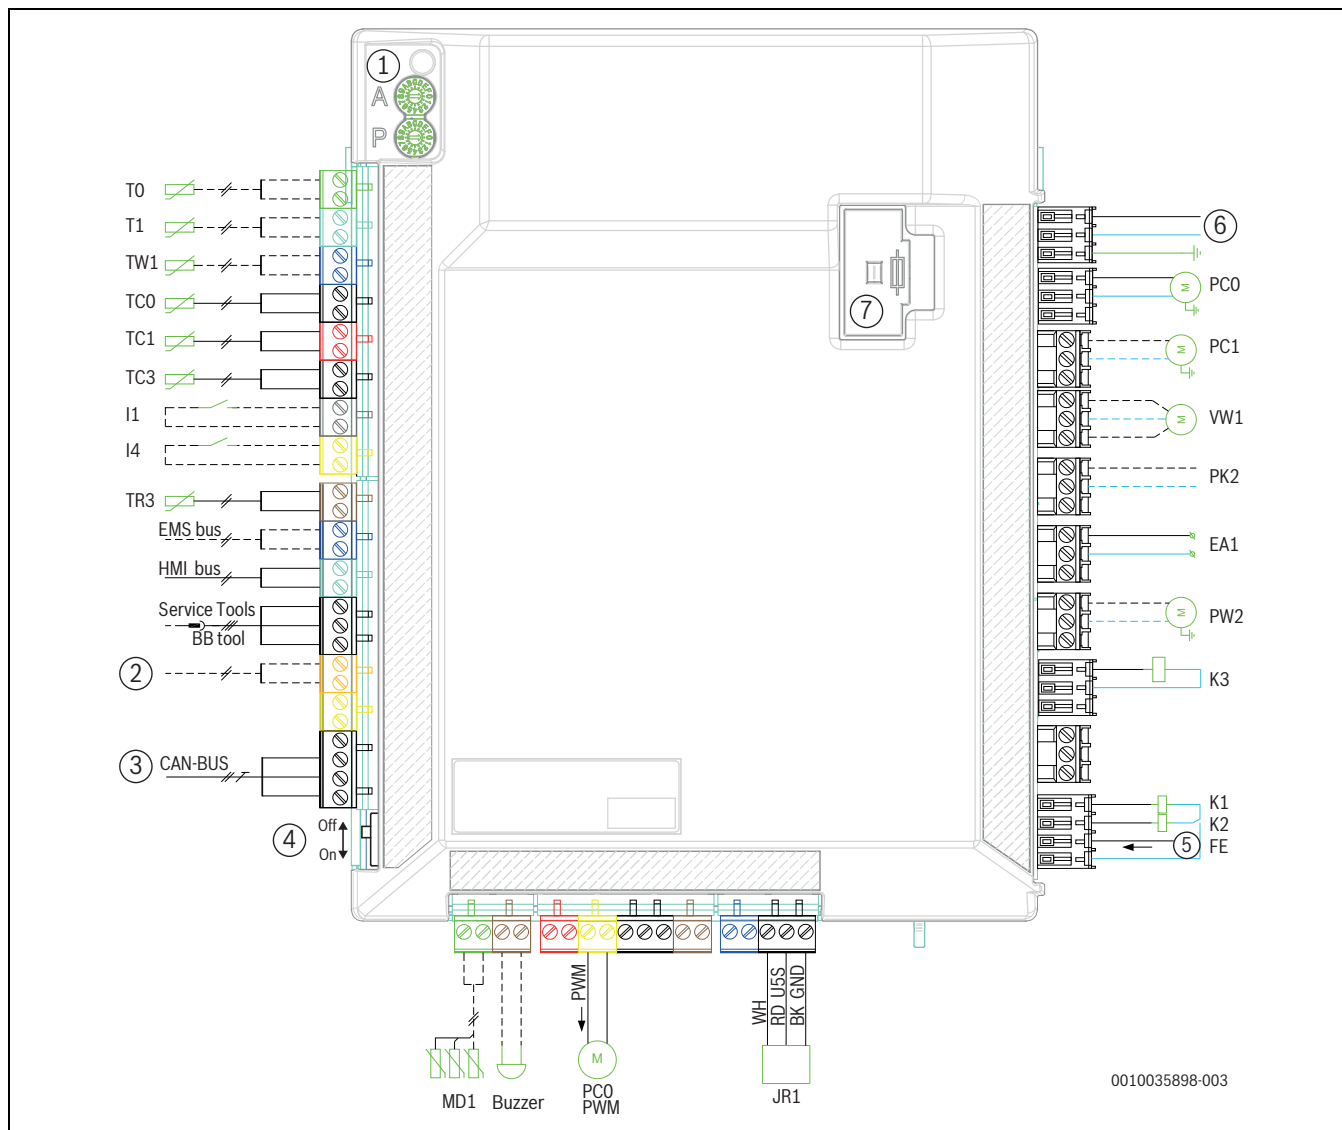 1
A
P
T0
T1
TW1
TC0
TC1
TC3
I1
I4
TR3
EMS bus
HMI bus
Service Tools
BB tool
2
3 CAN-BUS
4 Off
On
6
PC0
M
PC1
M
VW1
M
PK2
EA1
PW2
M
K3
K1
K2
5 FE
7
PWM
WH
RD U5S
BK GND
M
MD1
Buzzer
PC0
PWM
JR1
0010035898-003